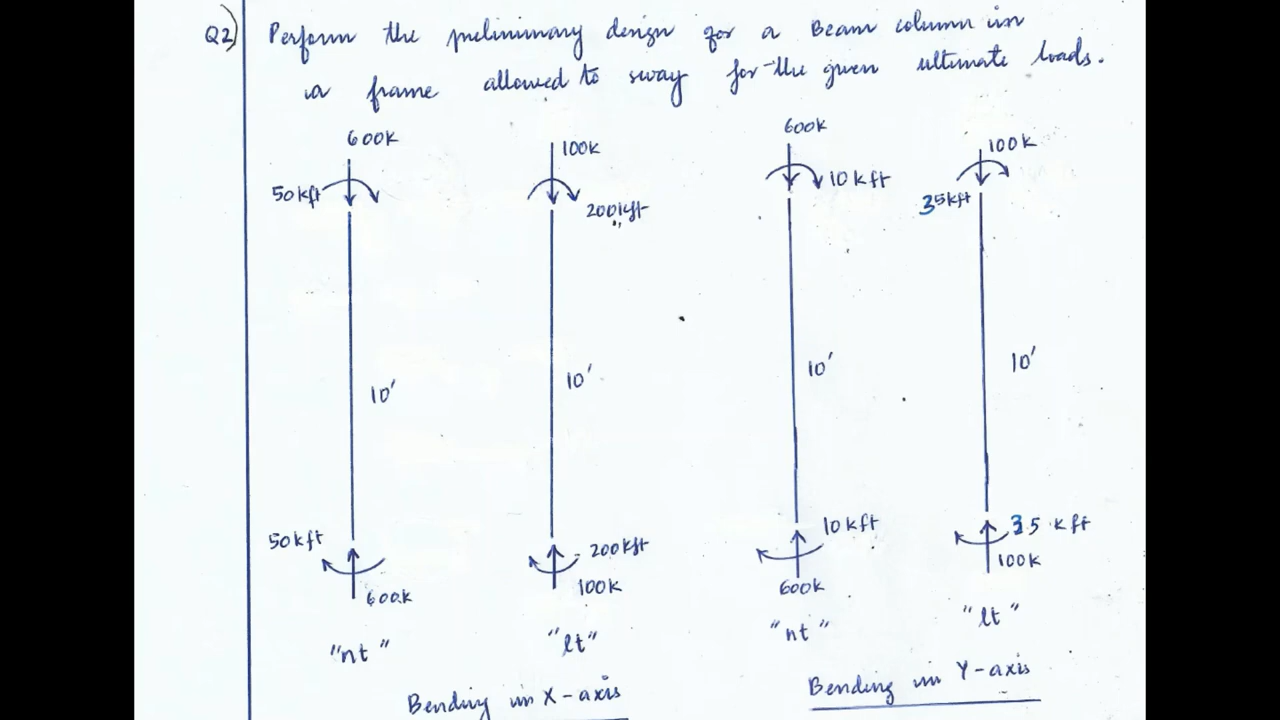 Q2) Perform the preliminary design for a Beam column in
a frame allowed to sway for the given ultimate loads.
600K 100K 600K 100K
50kft 200kft 10kft 35kft
10' 10' 10' 10'
50kft 200kft 10kft 35kft
600K 100K 600K 100K
"nt" "lt" "nt" "lt"
Bending in X-axis Bending in Y-axis